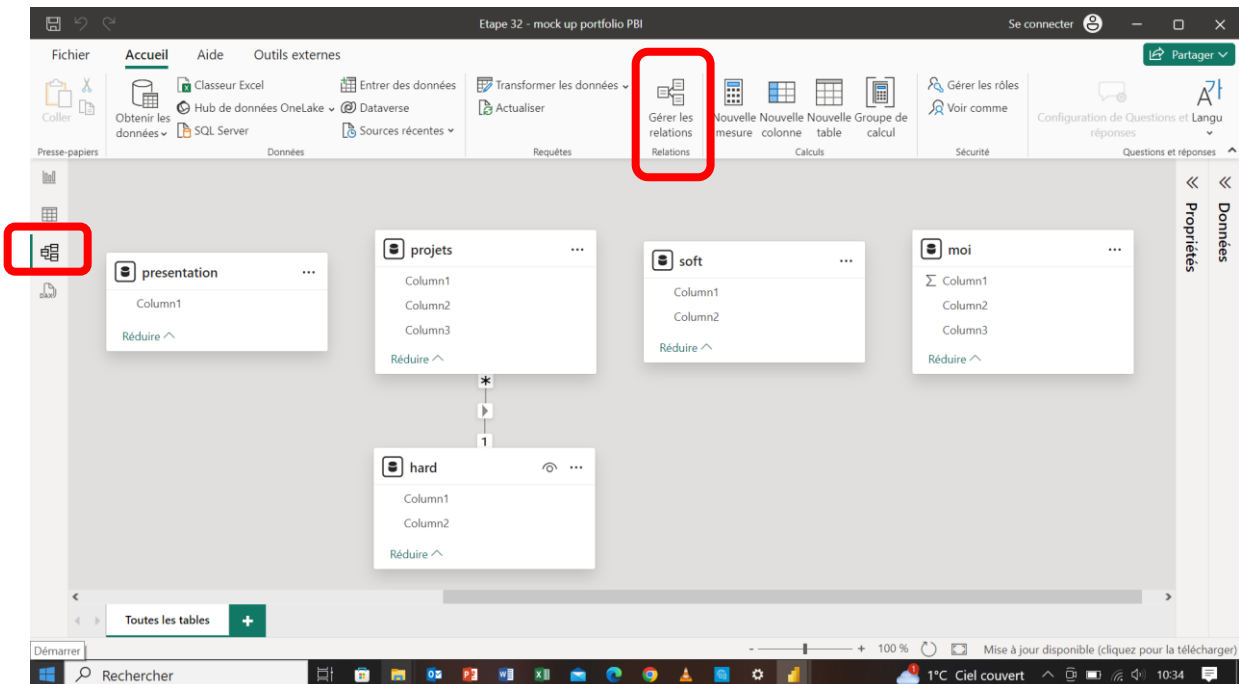 Etape 32 - mock up portfolio PBI
Se connecter
Fichier
Accueil
Aide
Outils externes
Partager
Coller
Obtenir les
données
Classeur Excel
Hub de données OneLake
SQL Server
Entrer des données
Dataverse
Sources récentes
Transformer les données
Actualiser
Gérer les
relations
Nouvelle
mesure
Nouvelle
colonne
Nouvelle
table
Groupe de
calcul
Gérer les rôles
Voir comme
Configuration de Questions et
réponses
Langu
Presse-papiers
Données
Requêtes
Relations
Calculs
Sécurité
Questions et réponses
Propriétés
Données
DAX
presentation
Column1
Réduire
projets
Column1
Column2
Column3
Réduire
soft
Column1
Column2
Réduire
moi
Σ Column1
Column2
Column3
Réduire
*
1
hard
Column1
Column2
Réduire
Toutes les tables
+
Démarrer
- + 100 %
Mise à jour disponible (cliquez pour la télécharger)
Rechercher
1°C Ciel couvert
10:34